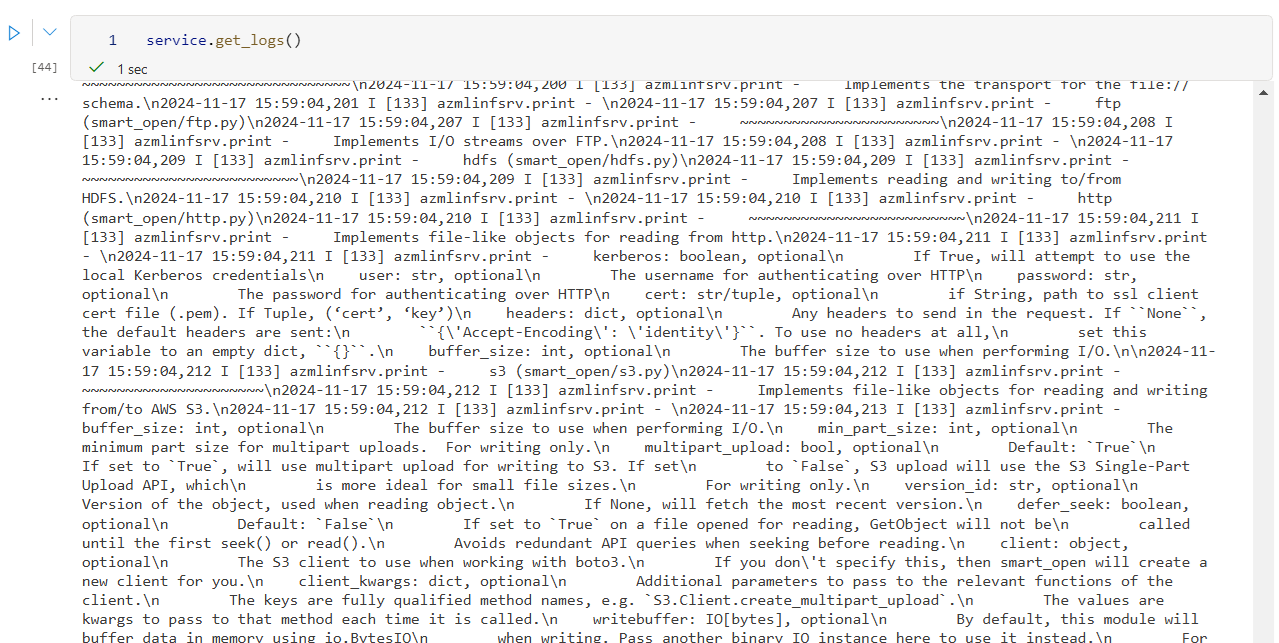 1 service.get_logs()
[44] 1 sec
...
~~~~~~~~~~~~~~~~~~~~~~~~~~~~~~~\n2024-11-17 15:59:04,200 I [133] azmlinfsrv.print -     Implements the transport for the file://
schema.\n2024-11-17 15:59:04,201 I [133] azmlinfsrv.print - \n2024-11-17 15:59:04,207 I [133] azmlinfsrv.print -     ftp
(smart_open/ftp.py)\n2024-11-17 15:59:04,207 I [133] azmlinfsrv.print -     ~~~~~~~~~~~~~~~~~~~~~~~\n2024-11-17 15:59:04,208 I
[133] azmlinfsrv.print -     Implements I/O streams over FTP.\n2024-11-17 15:59:04,208 I [133] azmlinfsrv.print - \n2024-11-17
15:59:04,209 I [133] azmlinfsrv.print -     hdfs (smart_open/hdfs.py)\n2024-11-17 15:59:04,209 I [133] azmlinfsrv.print -
~~~~~~~~~~~~~~~~~~~~~~~~~\n2024-11-17 15:59:04,209 I [133] azmlinfsrv.print -     Implements reading and writing to/from
HDFS.\n2024-11-17 15:59:04,210 I [133] azmlinfsrv.print - \n2024-11-17 15:59:04,210 I [133] azmlinfsrv.print -     http
(smart_open/http.py)\n2024-11-17 15:59:04,210 I [133] azmlinfsrv.print -     ~~~~~~~~~~~~~~~~~~~~~~~~~\n2024-11-17 15:59:04,211 I
[133] azmlinfsrv.print -     Implements file-like objects for reading from http.\n2024-11-17 15:59:04,211 I [133] azmlinfsrv.print
- \n2024-11-17 15:59:04,211 I [133] azmlinfsrv.print -     kerberos: boolean, optional\n        If True, will attempt to use the
local Kerberos credentials\n    user: str, optional\n        The username for authenticating over HTTP\n    password: str,
optional\n        The password for authenticating over HTTP\n    cert: str/tuple, optional\n        if String, path to ssl client
cert file (.pem). If Tuple, (‘cert’, ‘key’)\n    headers: dict, optional\n        Any headers to send in the request. If ``None``,
the default headers are sent:\n        ``{\'Accept-Encoding\': \'identity\'}``. To use no headers at all,\n        set this
variable to an empty dict, ``{}``.\n    buffer_size: int, optional\n        The buffer size to use when performing I/O.\n\n2024-11-
17 15:59:04,212 I [133] azmlinfsrv.print -     s3 (smart_open/s3.py)\n2024-11-17 15:59:04,212 I [133] azmlinfsrv.print -
~~~~~~~~~~~~~~~~~~~~~\n2024-11-17 15:59:04,212 I [133] azmlinfsrv.print -     Implements file-like objects for reading and writing
from/to AWS S3.\n2024-11-17 15:59:04,212 I [133] azmlinfsrv.print - \n2024-11-17 15:59:04,213 I [133] azmlinfsrv.print -
buffer_size: int, optional\n        The buffer size to use when performing I/O.\n    min_part_size: int, optional\n        The
minimum part size for multipart uploads.  For writing only.\n    multipart_upload: bool, optional\n        Default: `True`\n
If set to `True`, will use multipart upload for writing to S3. If set\n        to `False`, S3 upload will use the S3 Single-Part
Upload API, which\n        is more ideal for small file sizes.\n        For writing only.\n    version_id: str, optional\n
Version of the object, used when reading object.\n        If None, will fetch the most recent version.\n    defer_seek: boolean,
optional\n        Default: `False`\n        If set to `True` on a file opened for reading, GetObject will not be\n        called
until the first seek() or read().\n        Avoids redundant API queries when seeking before reading.\n    client: object,
optional\n        The S3 client to use when working with boto3.\n        If you don\'t specify this, then smart_open will create a
new client for you.\n    client_kwargs: dict, optional\n        Additional parameters to pass to the relevant functions of the
client.\n        The keys are fully qualified method names, e.g. `S3.Client.create_multipart_upload`.\n        The values are
kwargs to pass to that method each time it is called.\n    writebuffer: IO[bytes], optional\n        By default, this module will
buffer data in memory using io.BytesIO\n        when writing. Pass another binary IO instance here to use it instead.\n        For